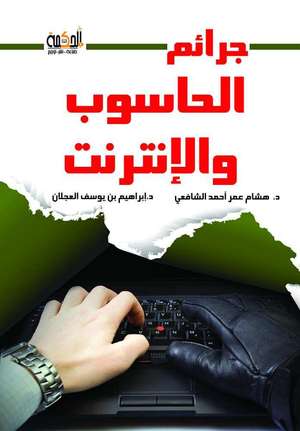 الحكمة
جرائم
الحاسوب
والإنترنت
د. هشام عمر أحمد الشافعي
د.إبراهيم بن يوسف العجلان